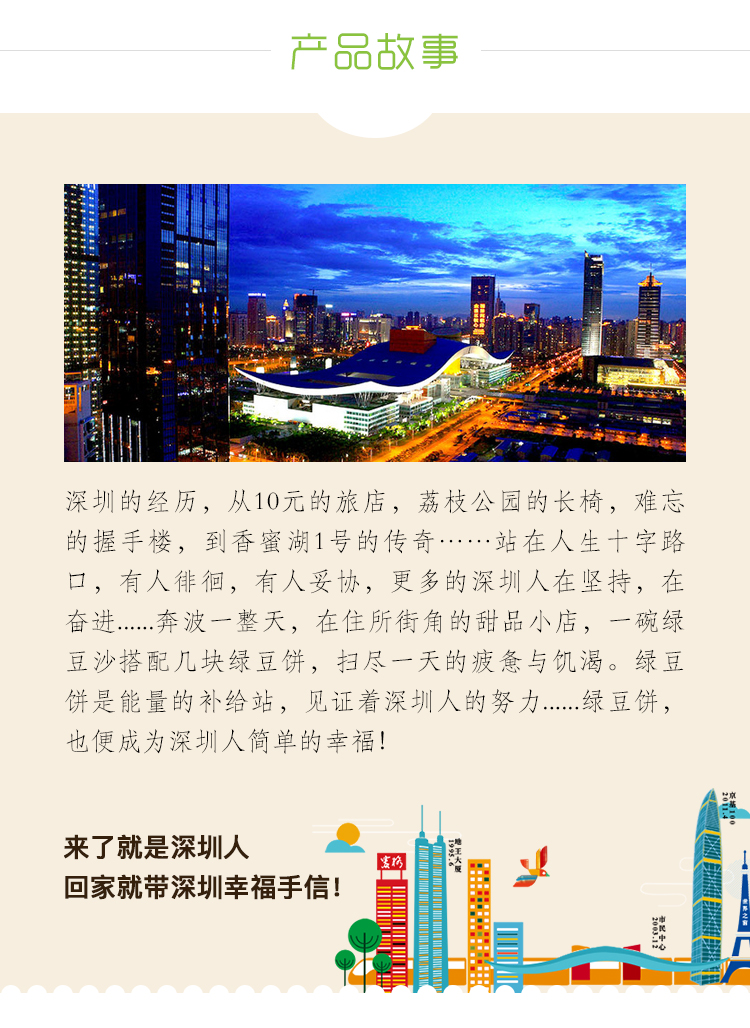 产品故事
深圳的经历，从10元的旅店，荔枝公园的长椅，难忘
的握手楼，到香蜜湖1号的传奇……站在人生十字路
口，有人徘徊，有人妥协，更多的深圳人在坚持，在
奋进......奔波一整天，在住所街角的甜品小店，一碗绿
豆沙搭配几块绿豆饼，扫尽一天的疲惫与饥渴。绿豆
饼是能量的补给站，见证着深圳人的努力......绿豆饼，
也便成为深圳人简单的幸福！
来了就是深圳人
回家就带深圳幸福手信！
赛格
地王大厦
1995.6
市民中心
2003.12
京基100
2011.4
世界之窗